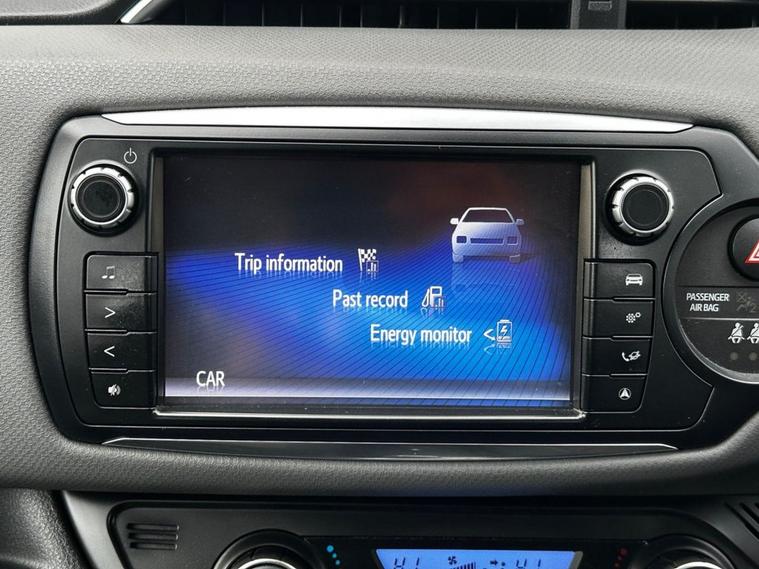 Trip information
Past record
Energy monitor
CAR
PASSENGER
AIR BAG